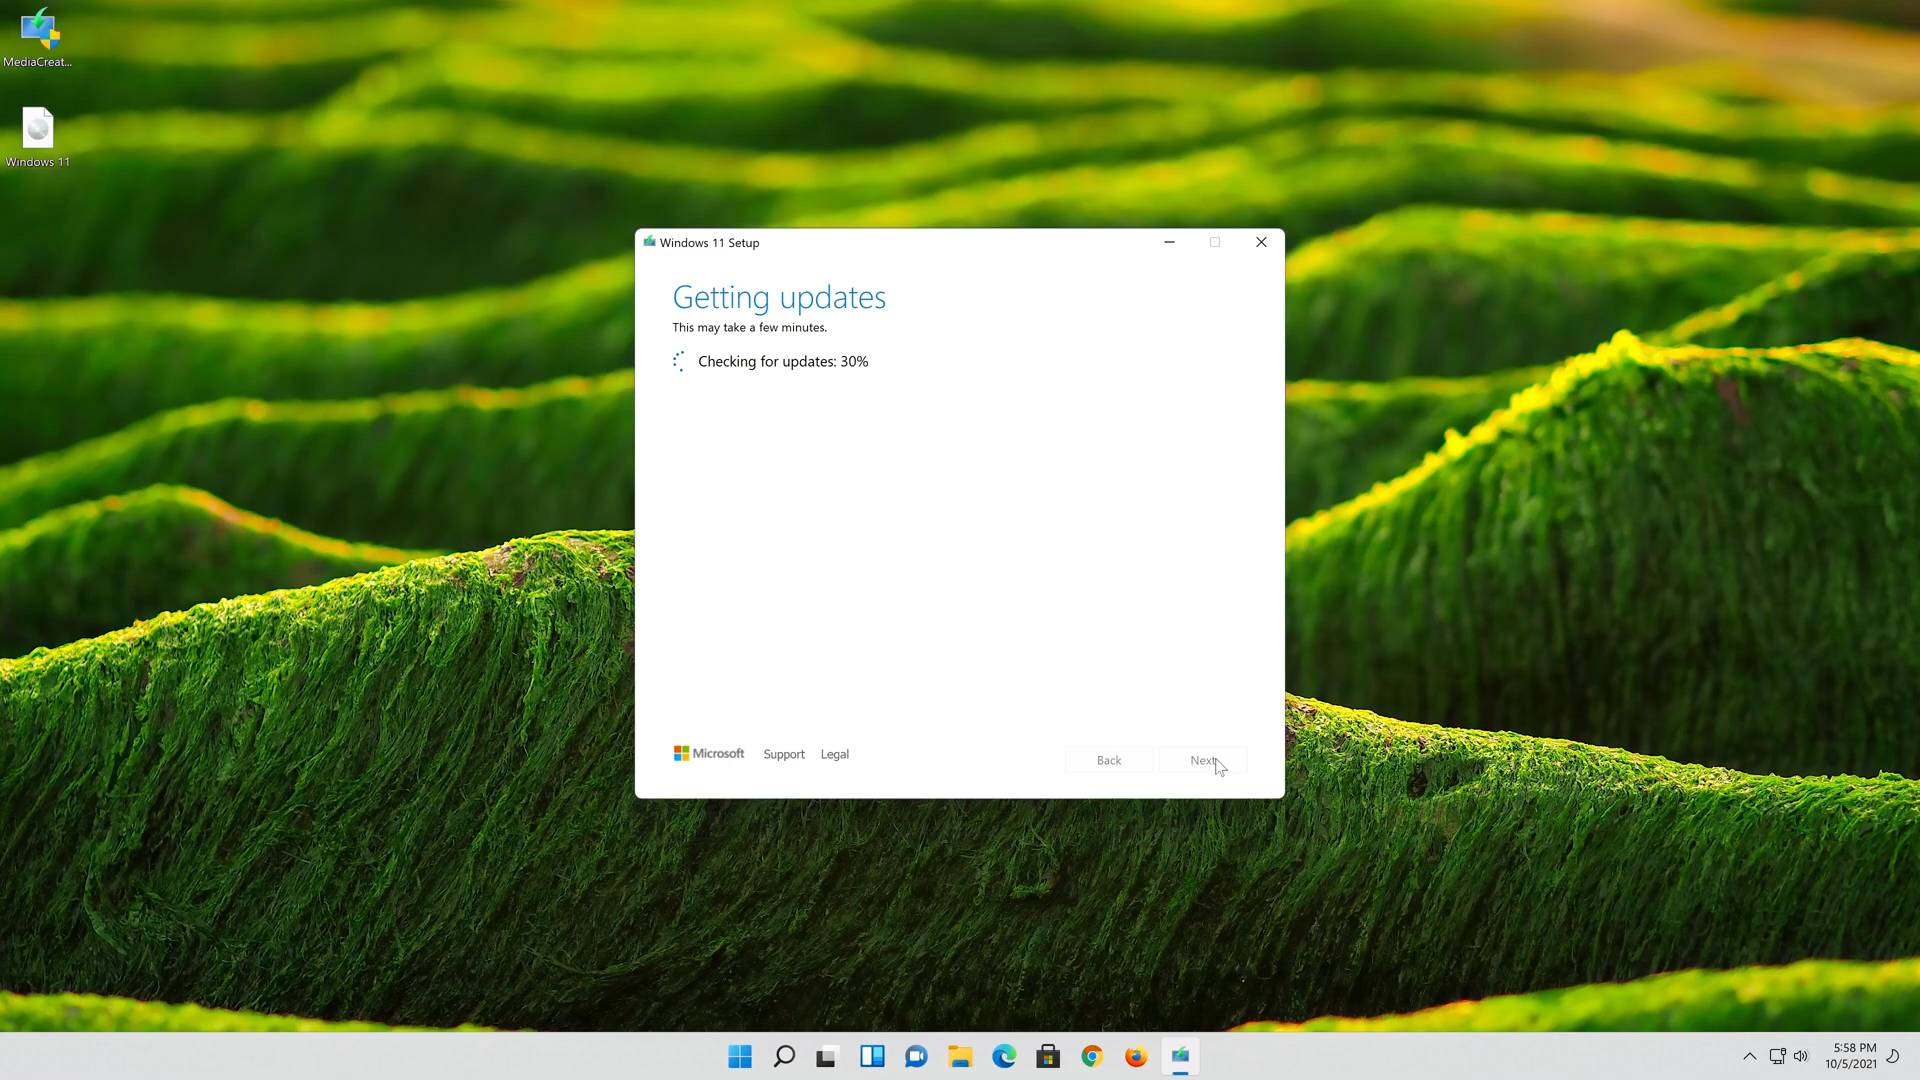 MediaCreat...
Windows 11
Windows 11 Setup
Getting updates
This may take a few minutes.
Checking for updates: 30%
Microsoft
Support
Legal
Back
Next
5:58 PM
10/5/2021